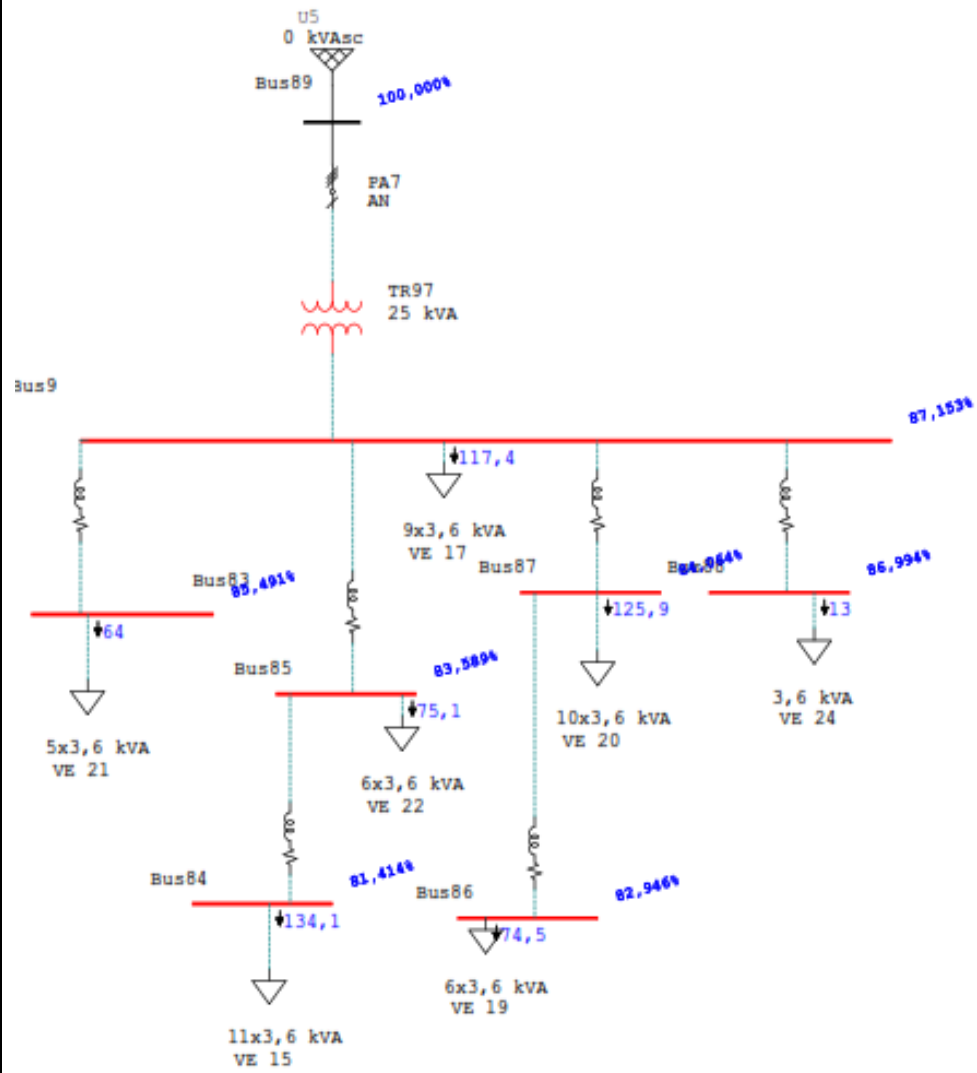 U5
0 kVAsc
Bus89
100,000%
PA7
AN
TR97
25 kVA
Bus9
87,153%
117,4
9x3,6 kVA
VE 17
Bus83
85,491%
Bus87
86,994%
64
125,9
13
Bus85
83,589%
75,1
5x3,6 kVA
VE 21
6x3,6 kVA
VE 22
10x3,6 kVA
VE 20
3,6 kVA
VE 24
Bus84
81,414%
Bus86
82,946%
134,1
74,5
6x3,6 kVA
VE 19
11x3,6 kVA
VE 15